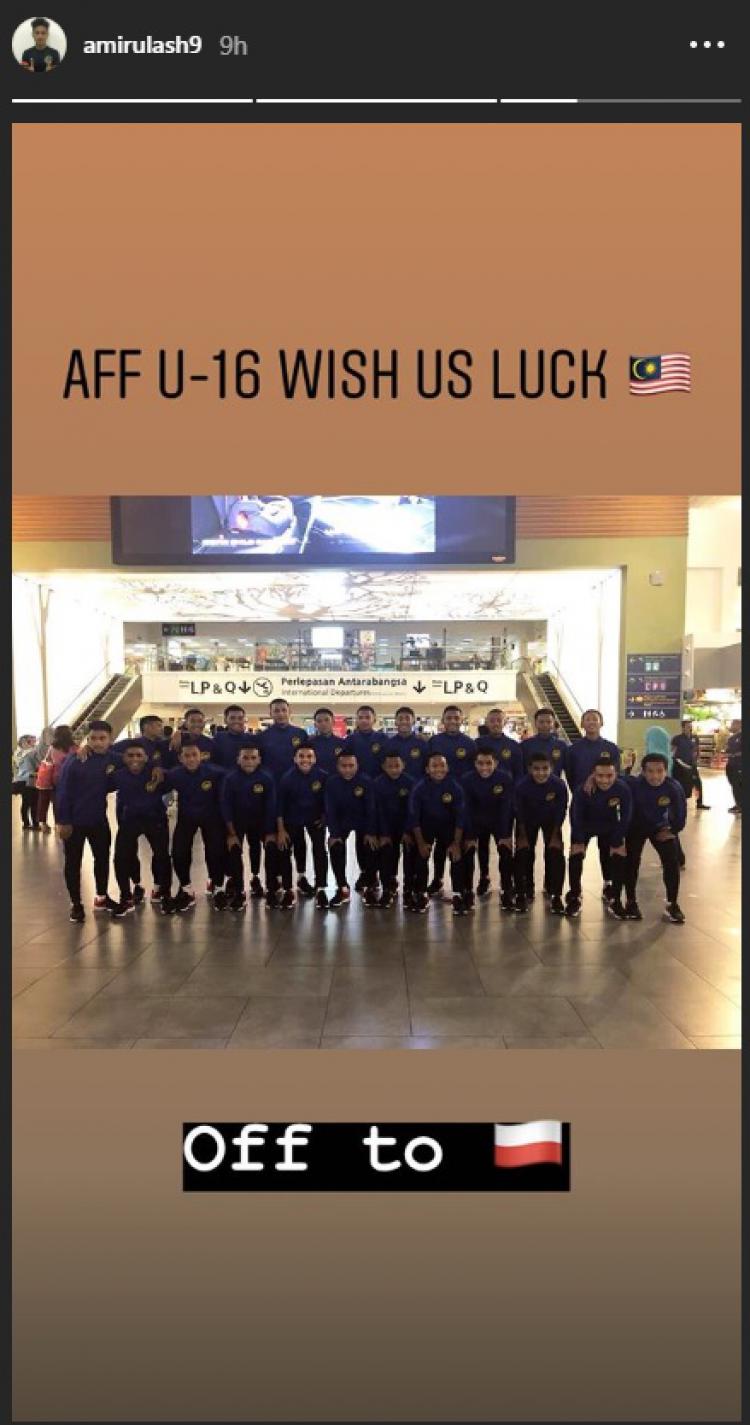 amirulash9 9h
AFF U-16 WISH US LUCK 🇲🇾
LP & Q Perlepasan Antarabangsa LP & Q
International Departures
Off to 🇵🇱